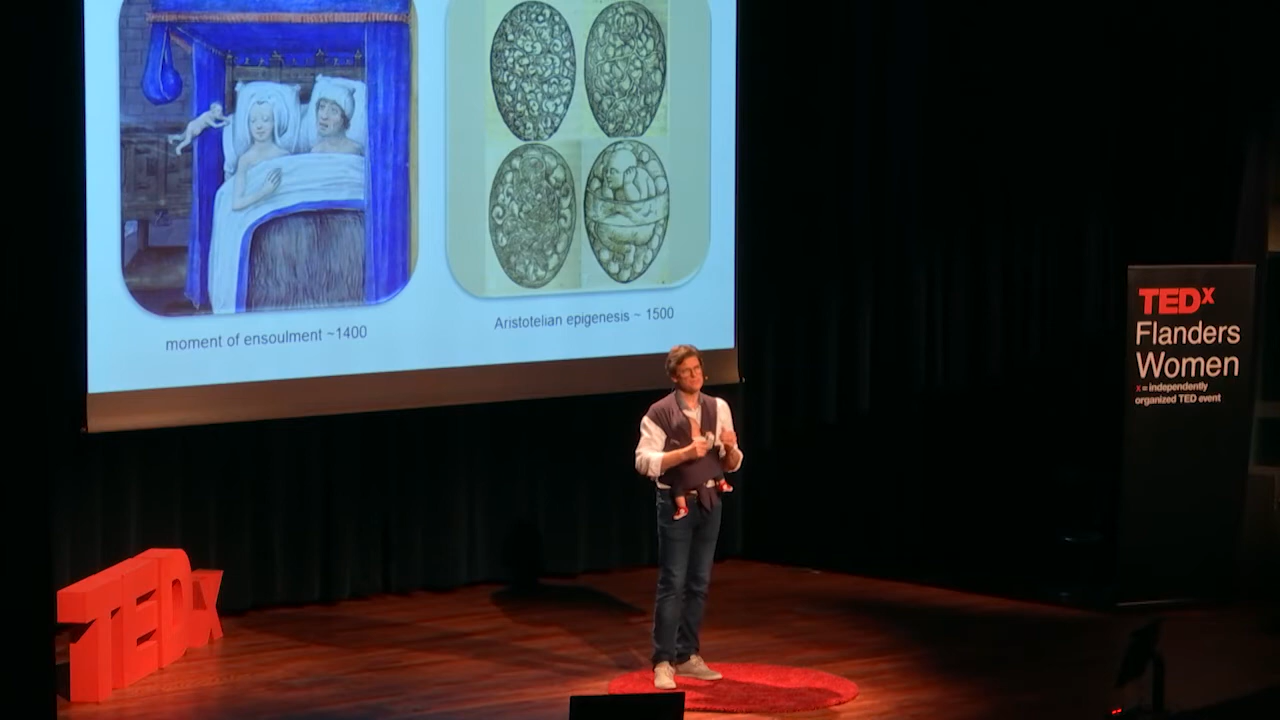 moment of ensoulment ~1400
Aristotelian epigenesis ~ 1500
TEDx
Flanders
Women
x = independently
organized TED event
TEDx